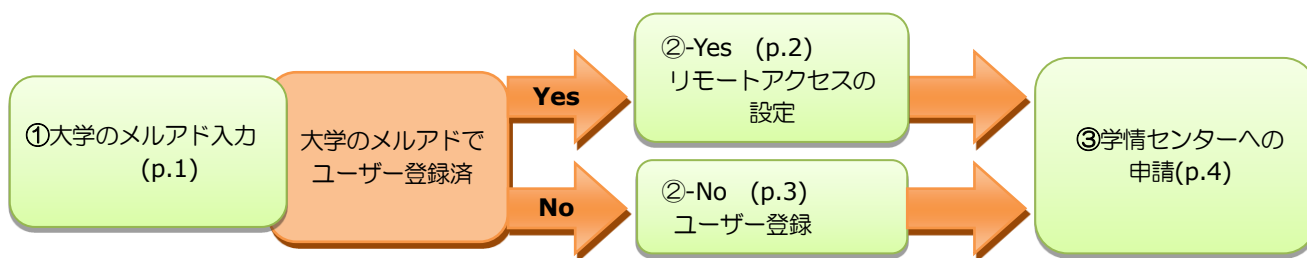 ①大学のメルアド入力
(p.1)
大学のメルアドで
ユーザー登録済
Yes
②-Yes (p.2)
リモートアクセスの
設定
No
②-No (p.3)
ユーザー登録
③学情センターへの
申請(p.4)